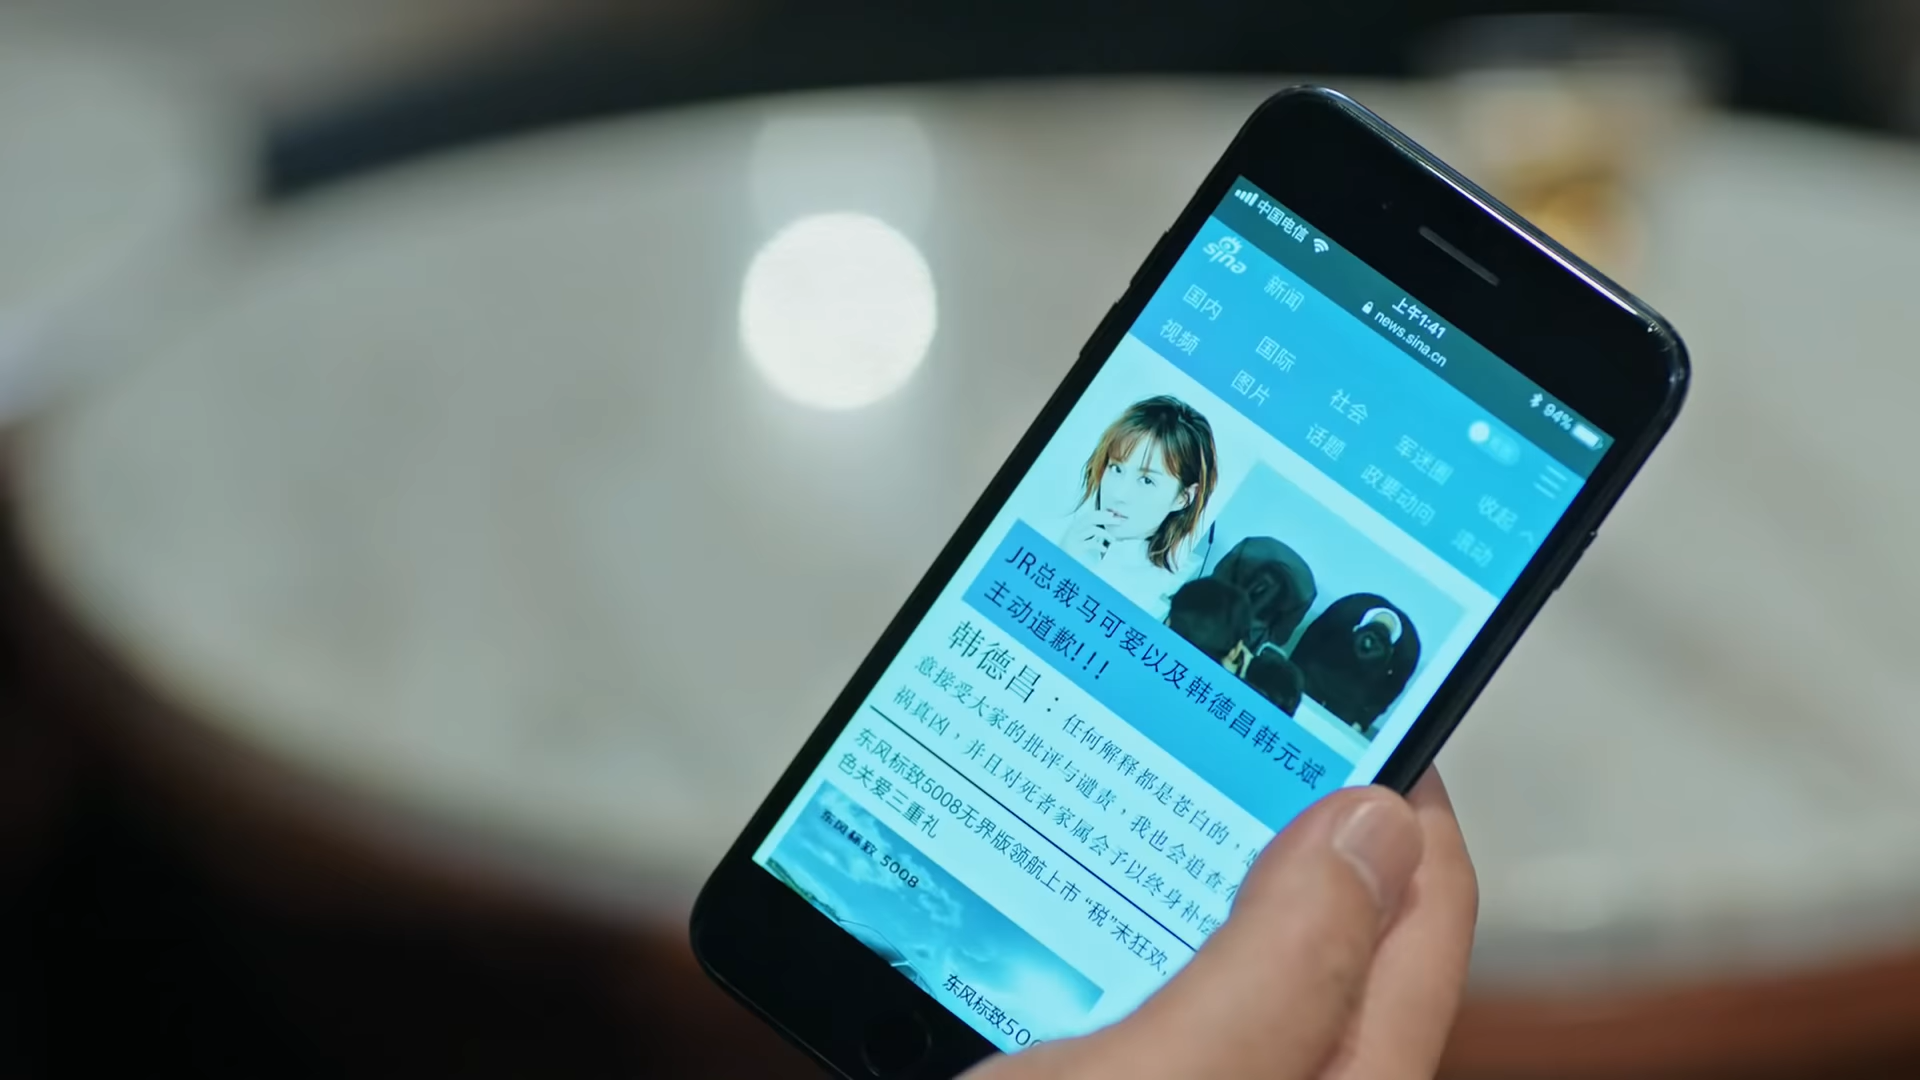 中国电信
上午1:41
94%
news.sina.cn
sina
新闻
国内 国际 社会 军迷圈 收起
视频 图片 话题 政要动向 滚动
JR总裁马可爱以及韩德昌韩元斌
主动道歉!!!
韩德昌：任何解释都是苍白的，
意接受大家的批评与谴责，我也会追查
祸真凶，并且对死者家属会予以终身补偿
东风标致5008无界版领航上市 “税”末狂欢,
色关爱三重礼
东风标致 5008
东风标致500